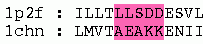 1p2f : ILLTLLSDDESVL
1chn : LMVTAEAKKENII